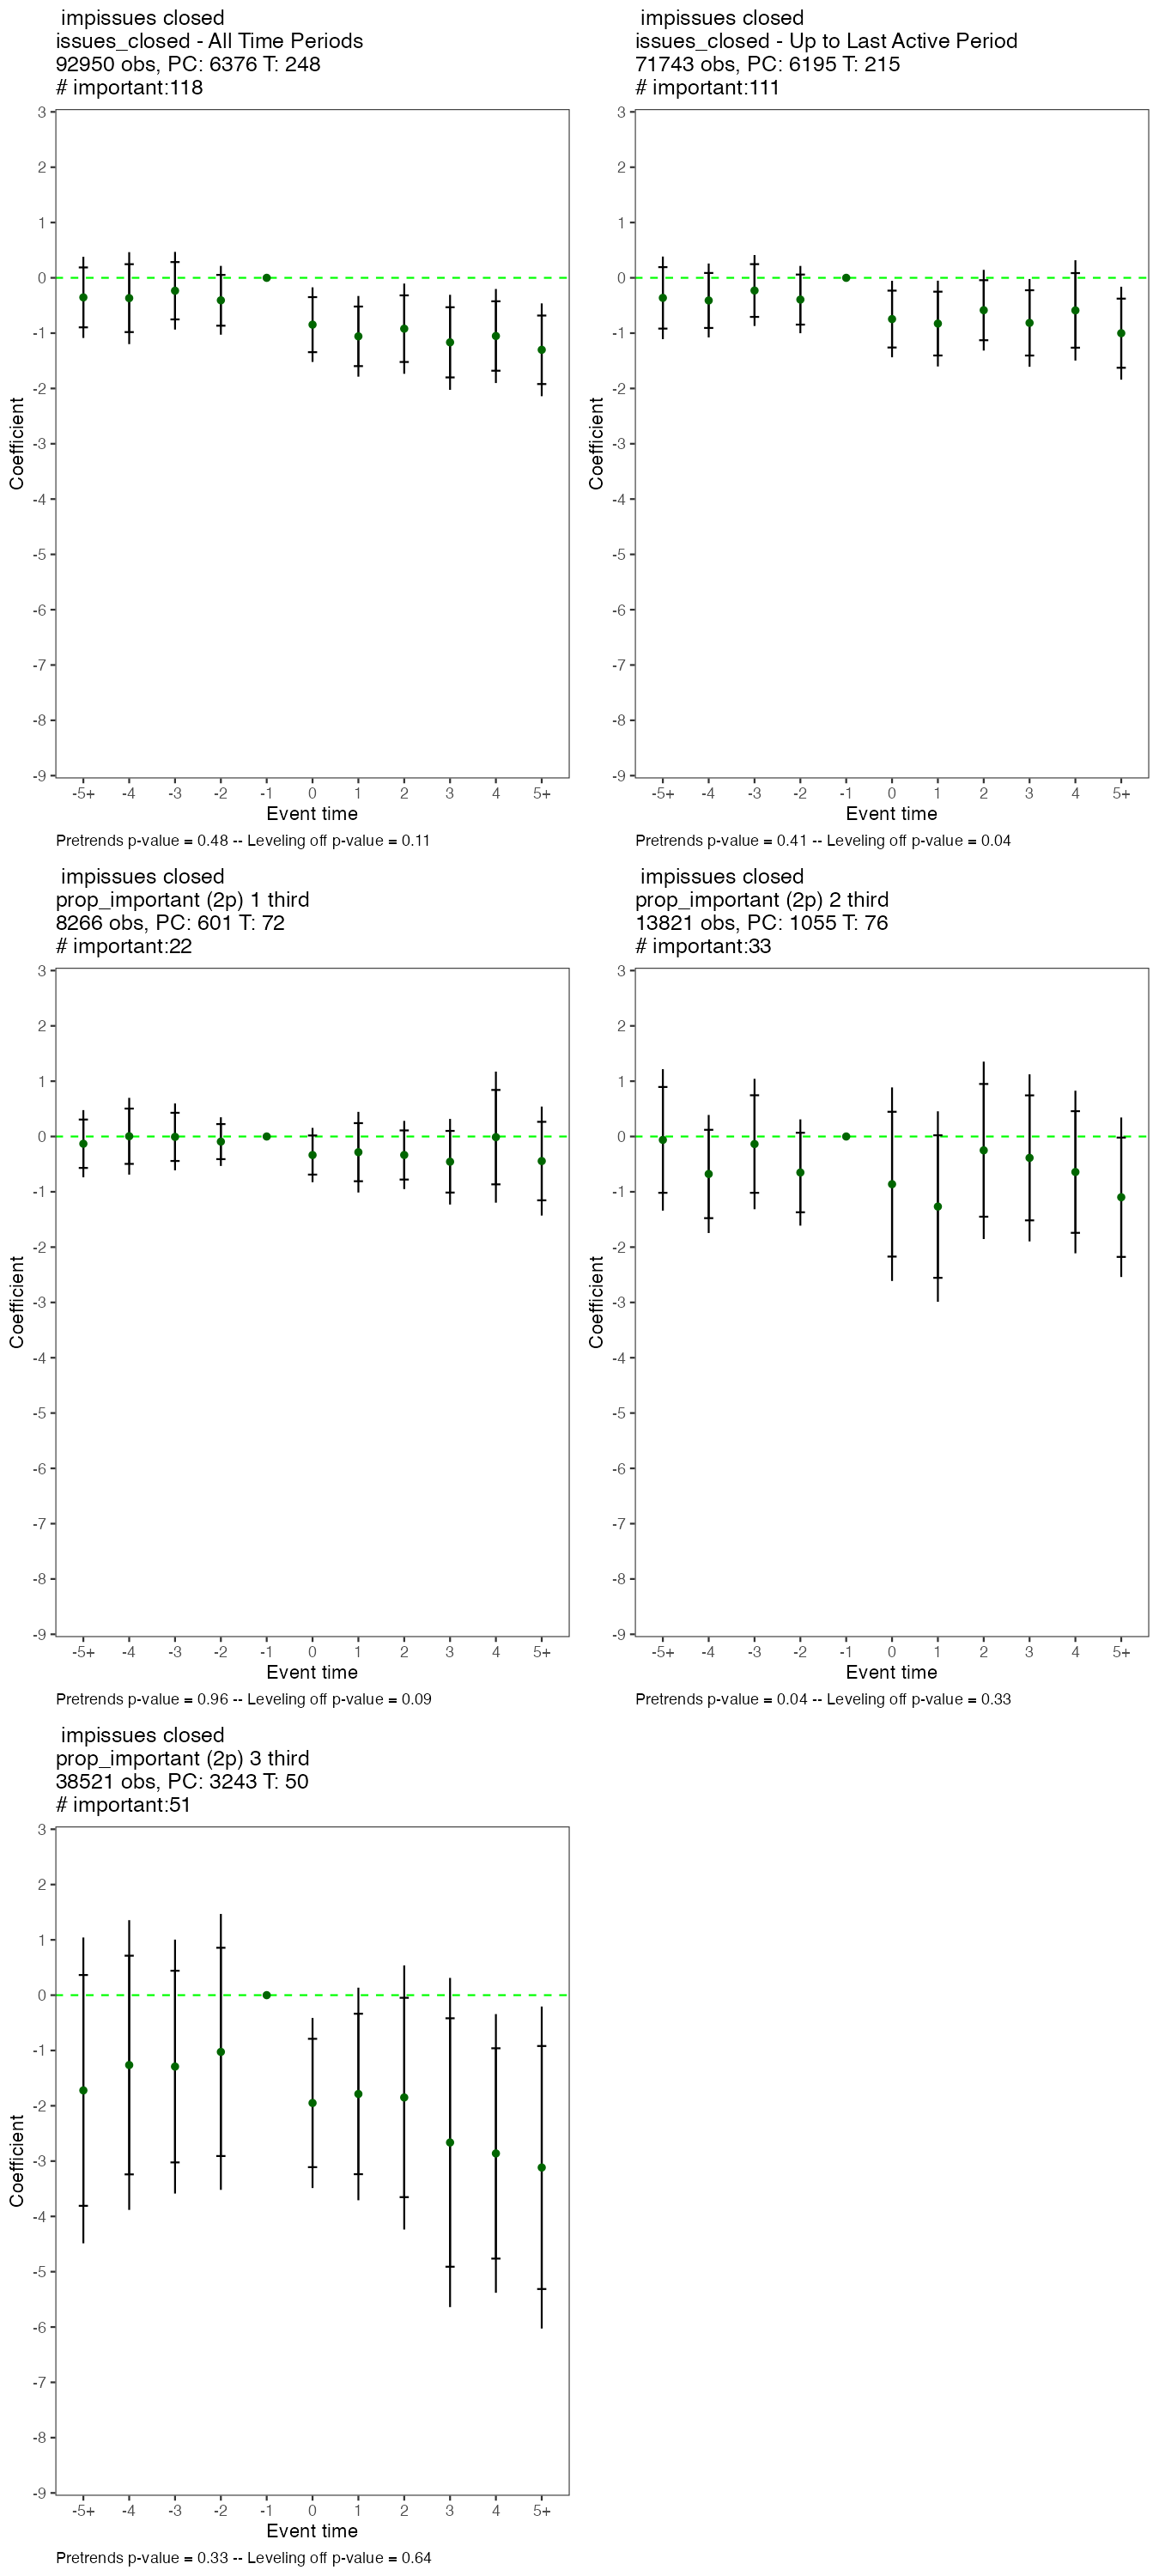 impissues closed
issues_closed - All Time Periods
92950 obs, PC: 6376 T: 248
# important:118
3
2
1
0
-1
-2
-3
-4
-5
-6
-7
-8
-9
Coefficient
-5+ -4 -3 -2 -1 0 1 2 3 4 5+
Event time
Pretrends p-value = 0.48 -- Leveling off p-value = 0.11
impissues closed
issues_closed - Up to Last Active Period
71743 obs, PC: 6195 T: 215
# important:111
3
2
1
0
-1
-2
-3
-4
-5
-6
-7
-8
-9
Coefficient
-5+ -4 -3 -2 -1 0 1 2 3 4 5+
Event time
Pretrends p-value = 0.41 -- Leveling off p-value = 0.04
impissues closed
prop_important (2p) 1 third
8266 obs, PC: 601 T: 72
# important:22
3
2
1
0
-1
-2
-3
-4
-5
-6
-7
-8
-9
Coefficient
-5+ -4 -3 -2 -1 0 1 2 3 4 5+
Event time
Pretrends p-value = 0.96 -- Leveling off p-value = 0.09
impissues closed
prop_important (2p) 2 third
13821 obs, PC: 1055 T: 76
# important:33
3
2
1
0
-1
-2
-3
-4
-5
-6
-7
-8
-9
Coefficient
-5+ -4 -3 -2 -1 0 1 2 3 4 5+
Event time
Pretrends p-value = 0.04 -- Leveling off p-value = 0.33
impissues closed
prop_important (2p) 3 third
38521 obs, PC: 3243 T: 50
# important:51
3
2
1
0
-1
-2
-3
-4
-5
-6
-7
-8
-9
Coefficient
-5+ -4 -3 -2 -1 0 1 2 3 4 5+
Event time
Pretrends p-value = 0.33 -- Leveling off p-value = 0.64